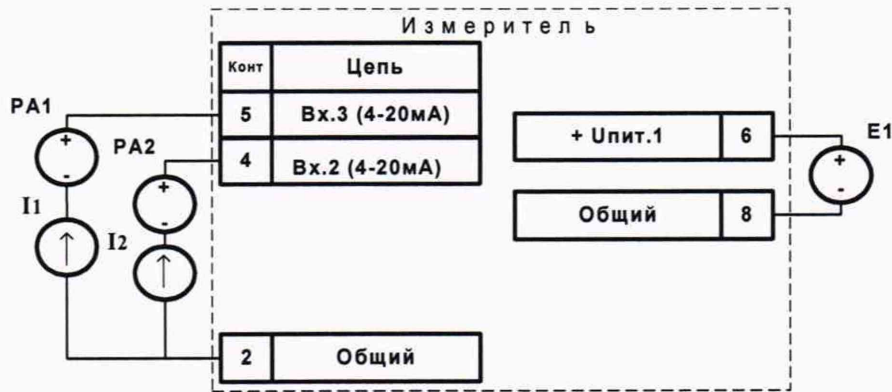 Измеритель
Конт Цепь
5 Вх.3 (4-20мА)
4 Вх.2 (4-20мА)
PA1
PA2
I1
I2
+ Uпит.1 6
Общий 8
E1
2 Общий
+
-
+
-
+
-